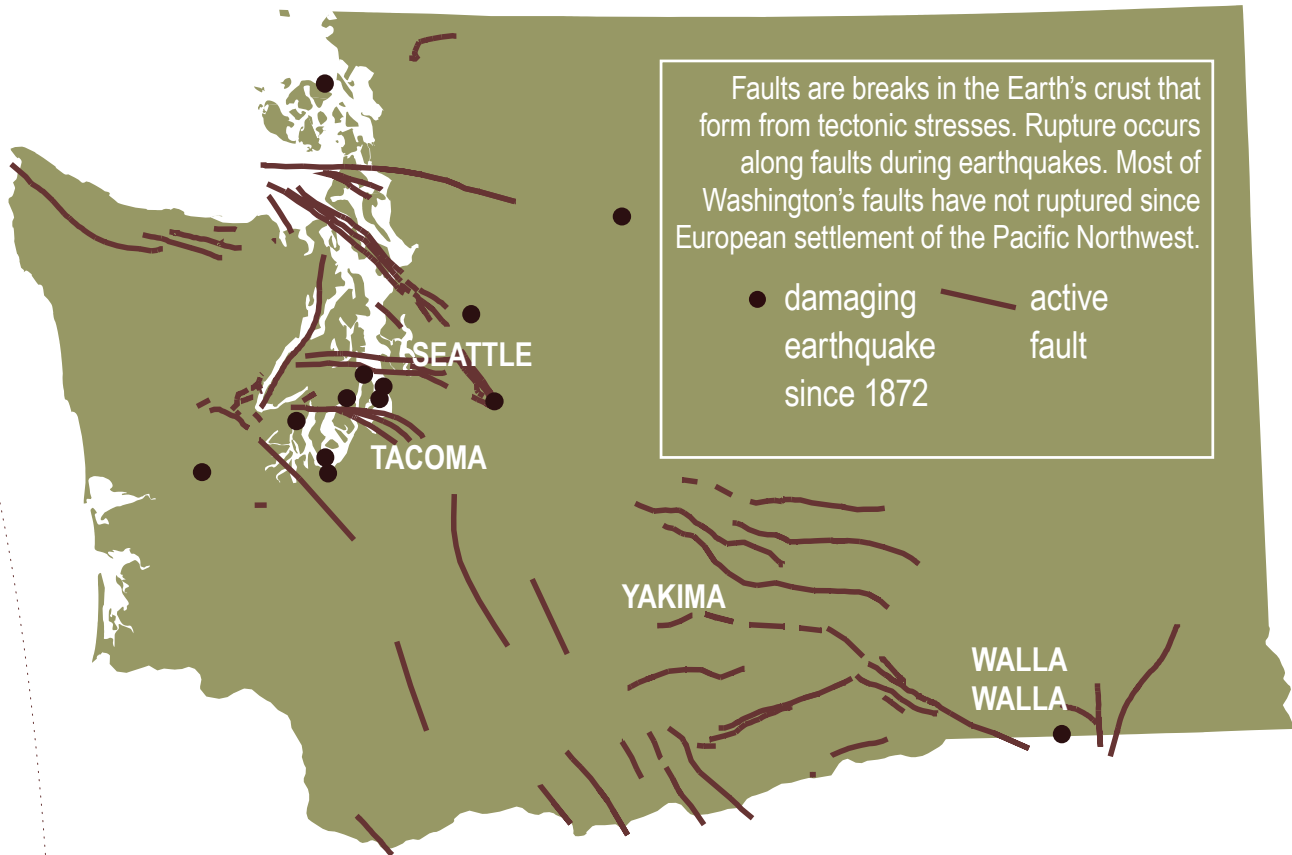 Faults are breaks in the Earth’s crust that
form from tectonic stresses. Rupture occurs
along faults during earthquakes. Most of
Washington’s faults have not ruptured since
European settlement of the Pacific Northwest.
damaging
earthquake
since 1872
active
fault
SEATTLE
TACOMA
YAKIMA
WALLA
WALLA